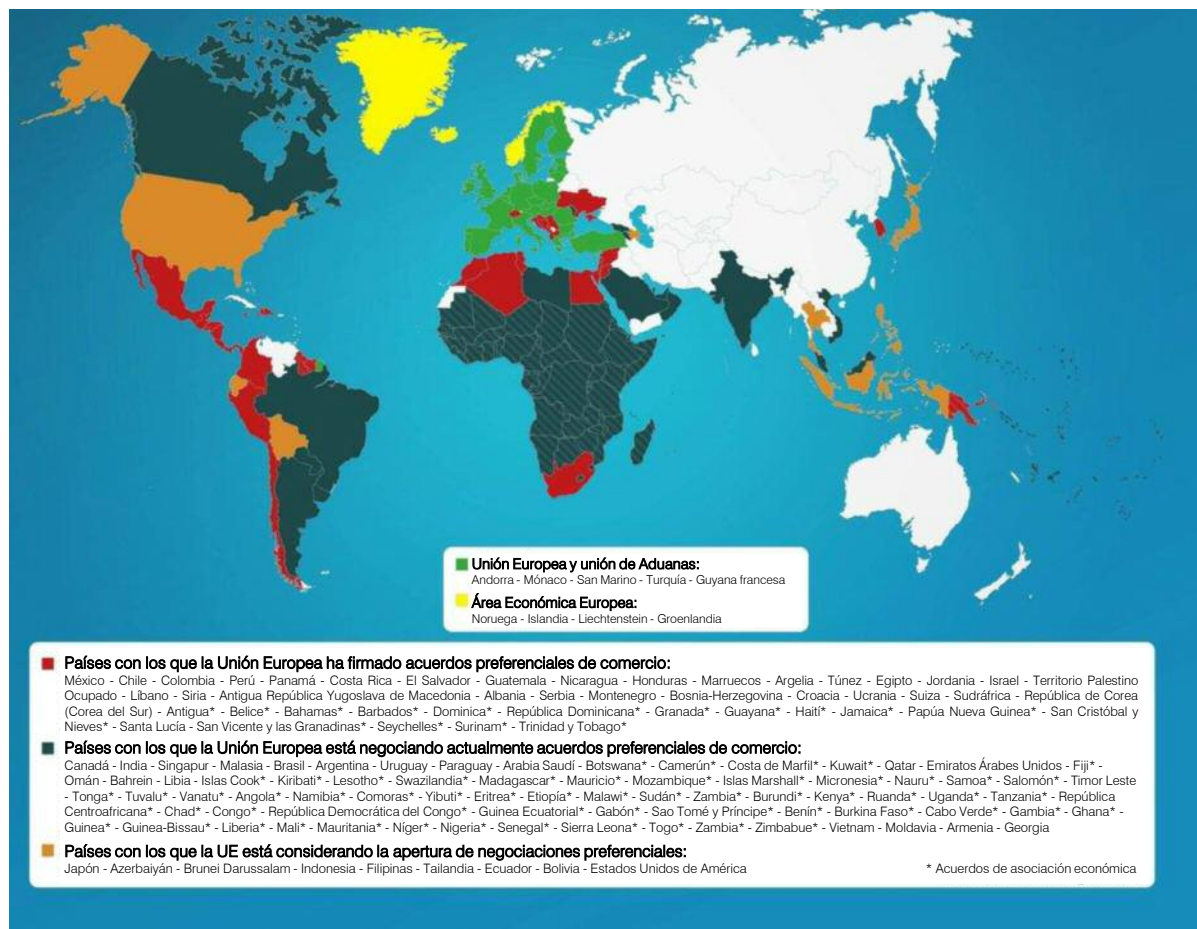 Unión Europea y unión de Aduanas:
Andorra - Mónaco - San Marino - Turquía - Guyana francesa
Área Económica Europea:
Noruega - Islandia - Liechtenstein - Groenlandia
Países con los que la Unión Europea ha firmado acuerdos preferenciales de comercio:
México - Chile - Colombia - Perú - Panamá - Costa Rica - El Salvador - Guatemala - Nicaragua - Honduras - Marruecos - Argelia - Túnez - Egipto - Jordania - Israel - Territorio Palestino
Ocupado - Líbano - Siria - Antigua República Yugoslava de Macedonia - Albania - Serbia - Montenegro - Bosnia-Herzegovina - Croacia - Ucrania - Suiza - Sudráfrica - República de Corea
(Corea del Sur) - Antigua* - Belice* - Bahamas* - Barbados* - Dominica* - República Dominicana* - Granada* - Guayana* - Haití* - Jamaica* - Papúa Nueva Guinea* - San Cristóbal y
Nieves* - Santa Lucía - San Vicente y las Granadinas* - Seychelles* - Surinam* - Trinidad y Tobago*
Países con los que la Unión Europea está negociando actualmente acuerdos preferenciales de comercio:
Canadá - India - Singapur - Malasia - Brasil - Argentina - Uruguay - Paraguay - Arabia Saudí - Botswana* - Camerún* - Costa de Marfil* - Kuwait* - Qatar - Emiratos Árabes Unidos - Fiji* -
Omán - Bahrein - Libia - Islas Cook* - Kiribati* - Lesotho* - Swazilandia* - Madagascar* - Mauricio* - Mozambique* - Islas Marshall* - Micronesia* - Nauru* - Samoa* - Salomón* - Timor Leste
- Tonga* - Tuvalu* - Vanatu* - Angola* - Namibia* - Comoras* - Yibuti* - Eritrea* - Etiopía* - Malawi* - Sudán* - Zambia* - Burundi* - Kenya* - Ruanda* - Uganda* - Tanzania* - República
Centroafricana* - Chad* - Congo* - República Democrática del Congo* - Guinea Ecuatorial* - Gabón* - Sao Tomé y Príncipe* - Benín* - Burkina Faso* - Cabo Verde* - Gambia* - Ghana* -
Guinea* - Guinea-Bissau* - Liberia* - Mali* - Mauritania* - Níger* - Nigeria* - Senegal* - Sierra Leona* - Togo* - Zambia* - Zimbabue* - Vietnam - Moldavia - Armenia - Georgia
Países con los que la UE está considerando la apertura de negociaciones preferenciales:
Japón - Azerbaiyán - Brunei Darussalam - Indonesia - Filipinas - Tailandia - Ecuador - Bolivia - Estados Unidos de América
* Acuerdos de asociación económica